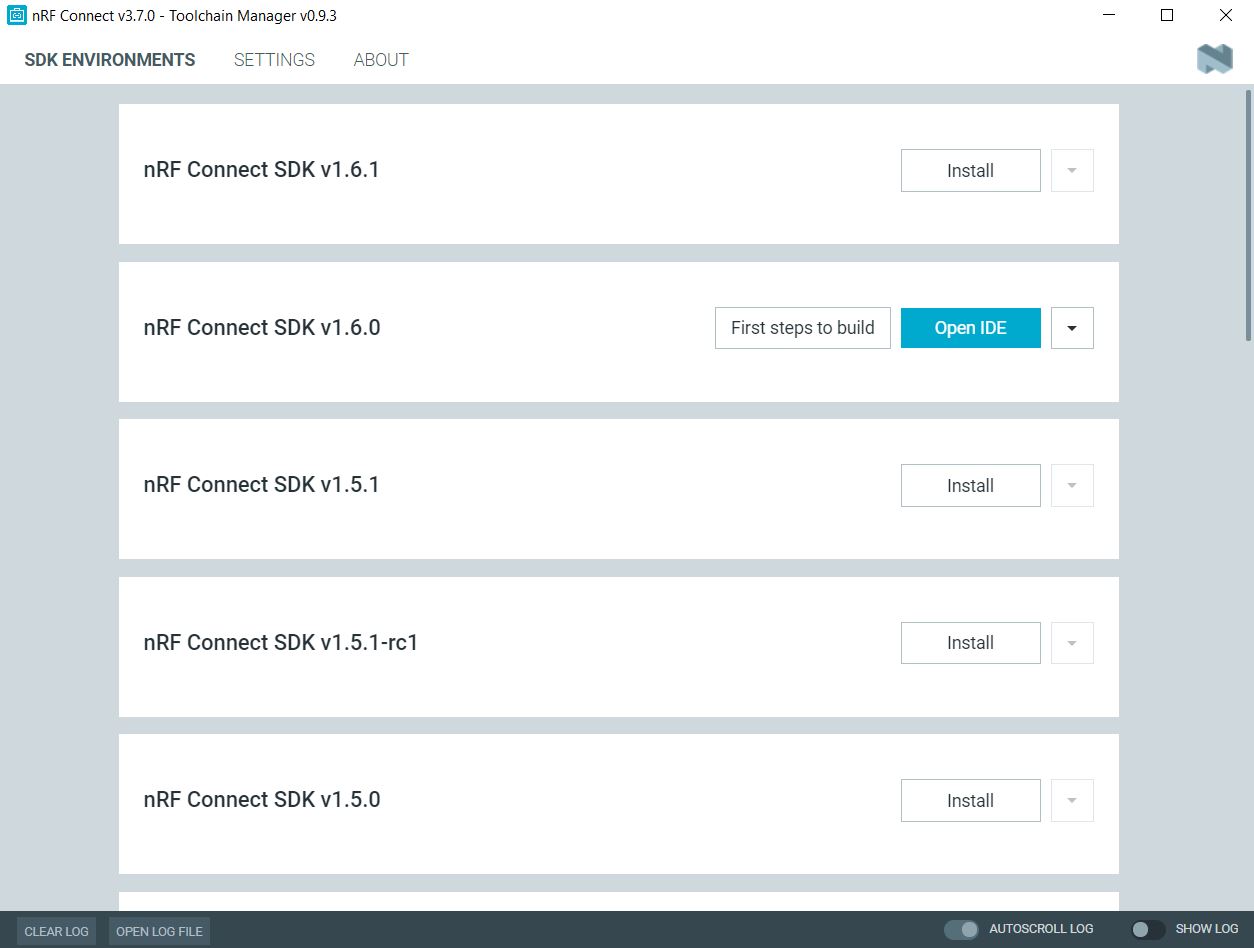 nRF Connect v3.7.0 - Toolchain Manager v0.9.3
SDK ENVIRONMENTS SETTINGS ABOUT
nRF Connect SDK v1.6.1 Install
nRF Connect SDK v1.6.0 First steps to build Open IDE
nRF Connect SDK v1.5.1 Install
nRF Connect SDK v1.5.1-rc1 Install
nRF Connect SDK v1.5.0 Install
CLEAR LOG OPEN LOG FILE AUTOSCROLL LOG SHOW LOG